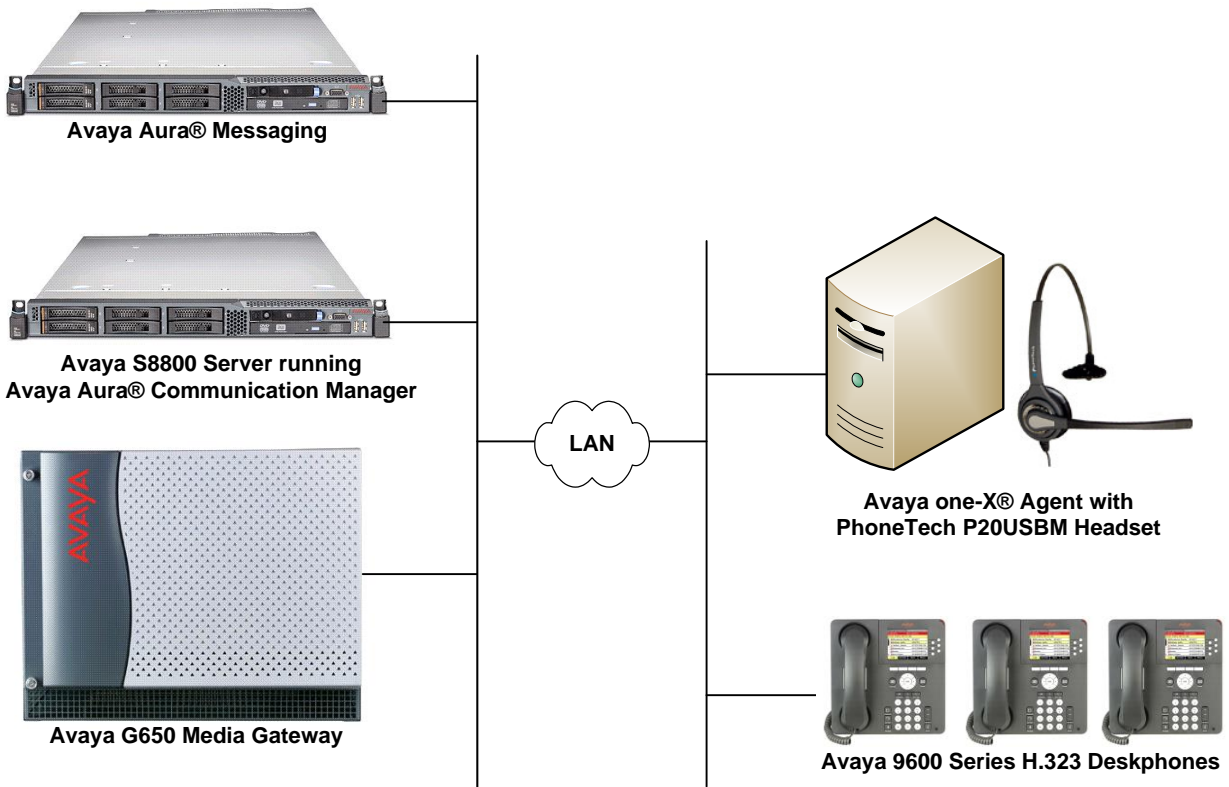 Avaya Aura® Messaging
Avaya S8800 Server running
Avaya Aura® Communication Manager
AVAYA
Avaya G650 Media Gateway
LAN
Avaya one-X® Agent with
PhoneTech P20USBM Headset
Avaya 9600 Series H.323 Deskphones